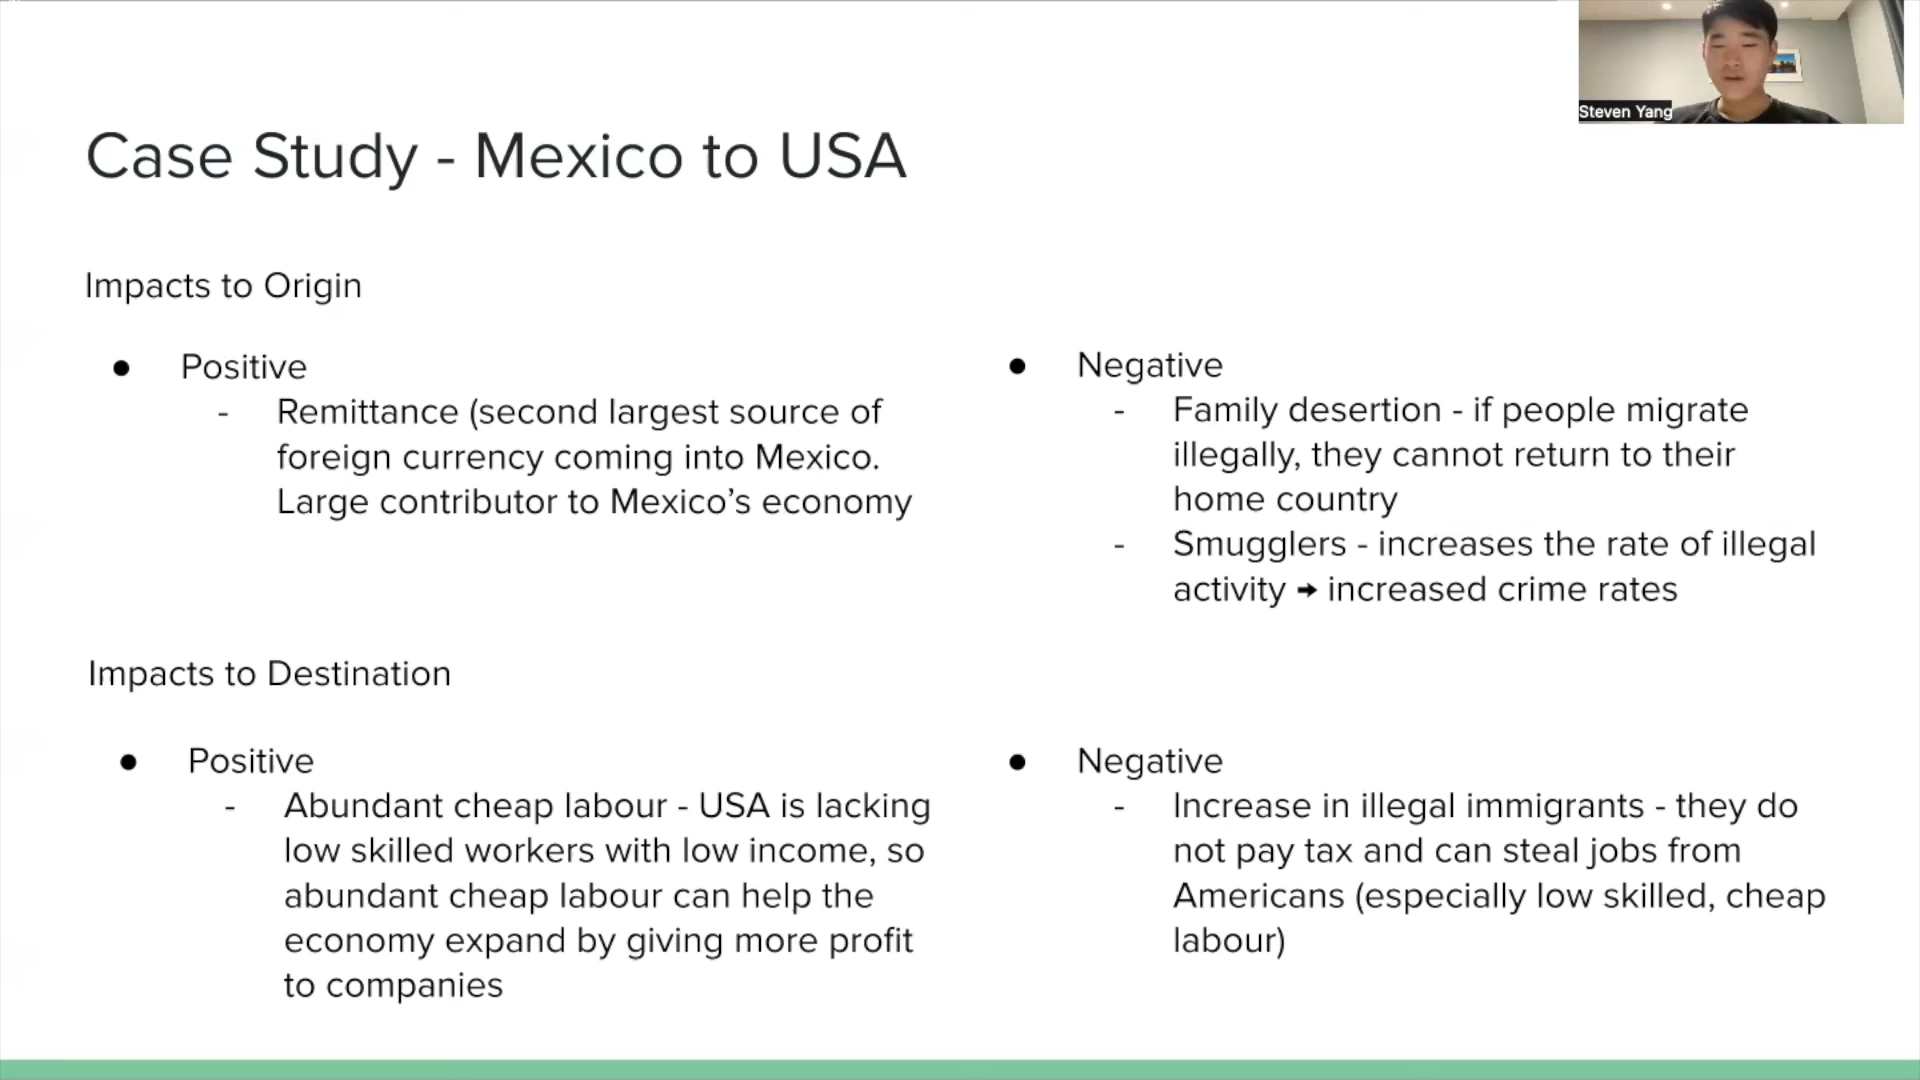 Steven Yang
Case Study - Mexico to USA
Impacts to Origin
● Positive
- Remittance (second largest source of
foreign currency coming into Mexico.
Large contributor to Mexico’s economy
● Negative
- Family desertion - if people migrate
illegally, they cannot return to their
home country
- Smugglers - increases the rate of illegal
activity → increased crime rates
Impacts to Destination
● Positive
- Abundant cheap labour - USA is lacking
low skilled workers with low income, so
abundant cheap labour can help the
economy expand by giving more profit
to companies
● Negative
- Increase in illegal immigrants - they do
not pay tax and can steal jobs from
Americans (especially low skilled, cheap
labour)